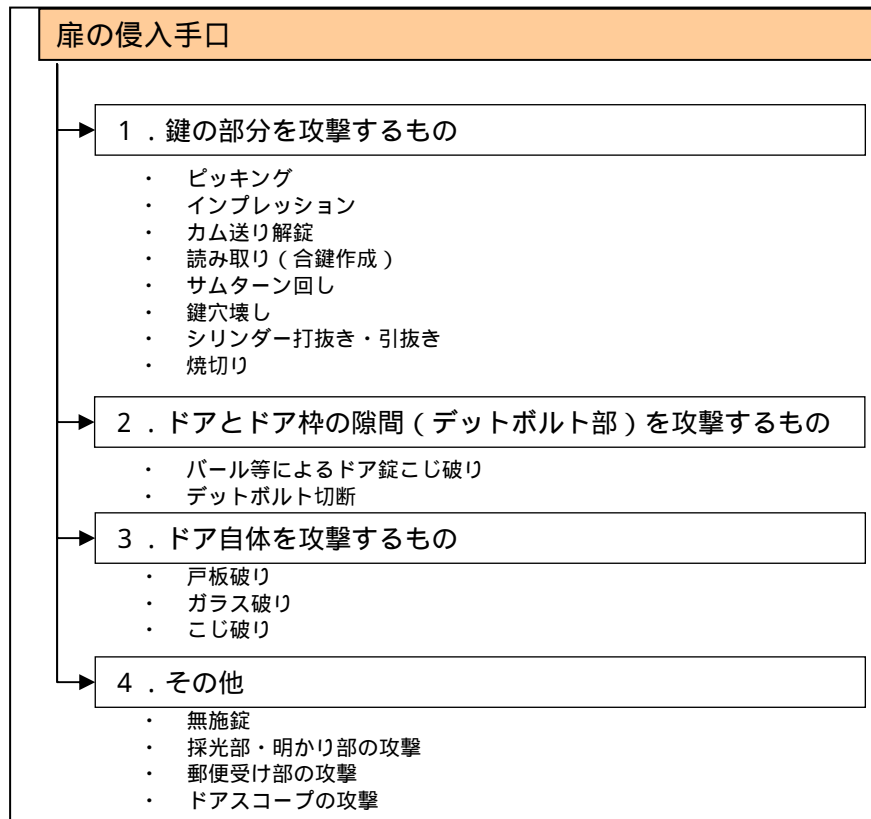 扉の侵入手口
1．鍵の部分を攻撃するもの
・ ピッキング
・ インプレッション
・ カム送り解錠
・ 読み取り（合鍵作成）
・ サムターン回し
・ 鍵穴壊し
・ シリンダー打抜き・引抜き
・ 焼切り
2．ドアとドア枠の隙間（デットボルト部）を攻撃するもの
・ バール等によるドア錠こじ破り
・ デットボルト切断
3．ドア自体を攻撃するもの
・ 戸板破り
・ ガラス破り
・ こじ破り
4．その他
・ 無施錠
・ 採光部・明かり部の攻撃
・ 郵便受け部の攻撃
・ ドアスコープの攻撃